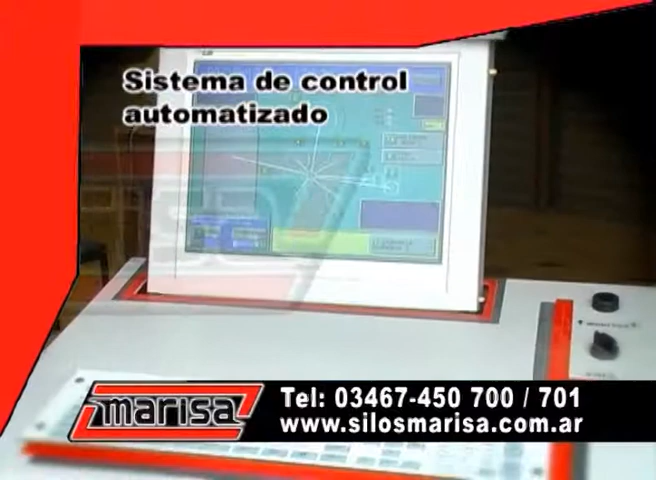 Sistema de control
automatizado
marisa
Tel: 03467-450 700 / 701
www.silosmarisa.com.ar